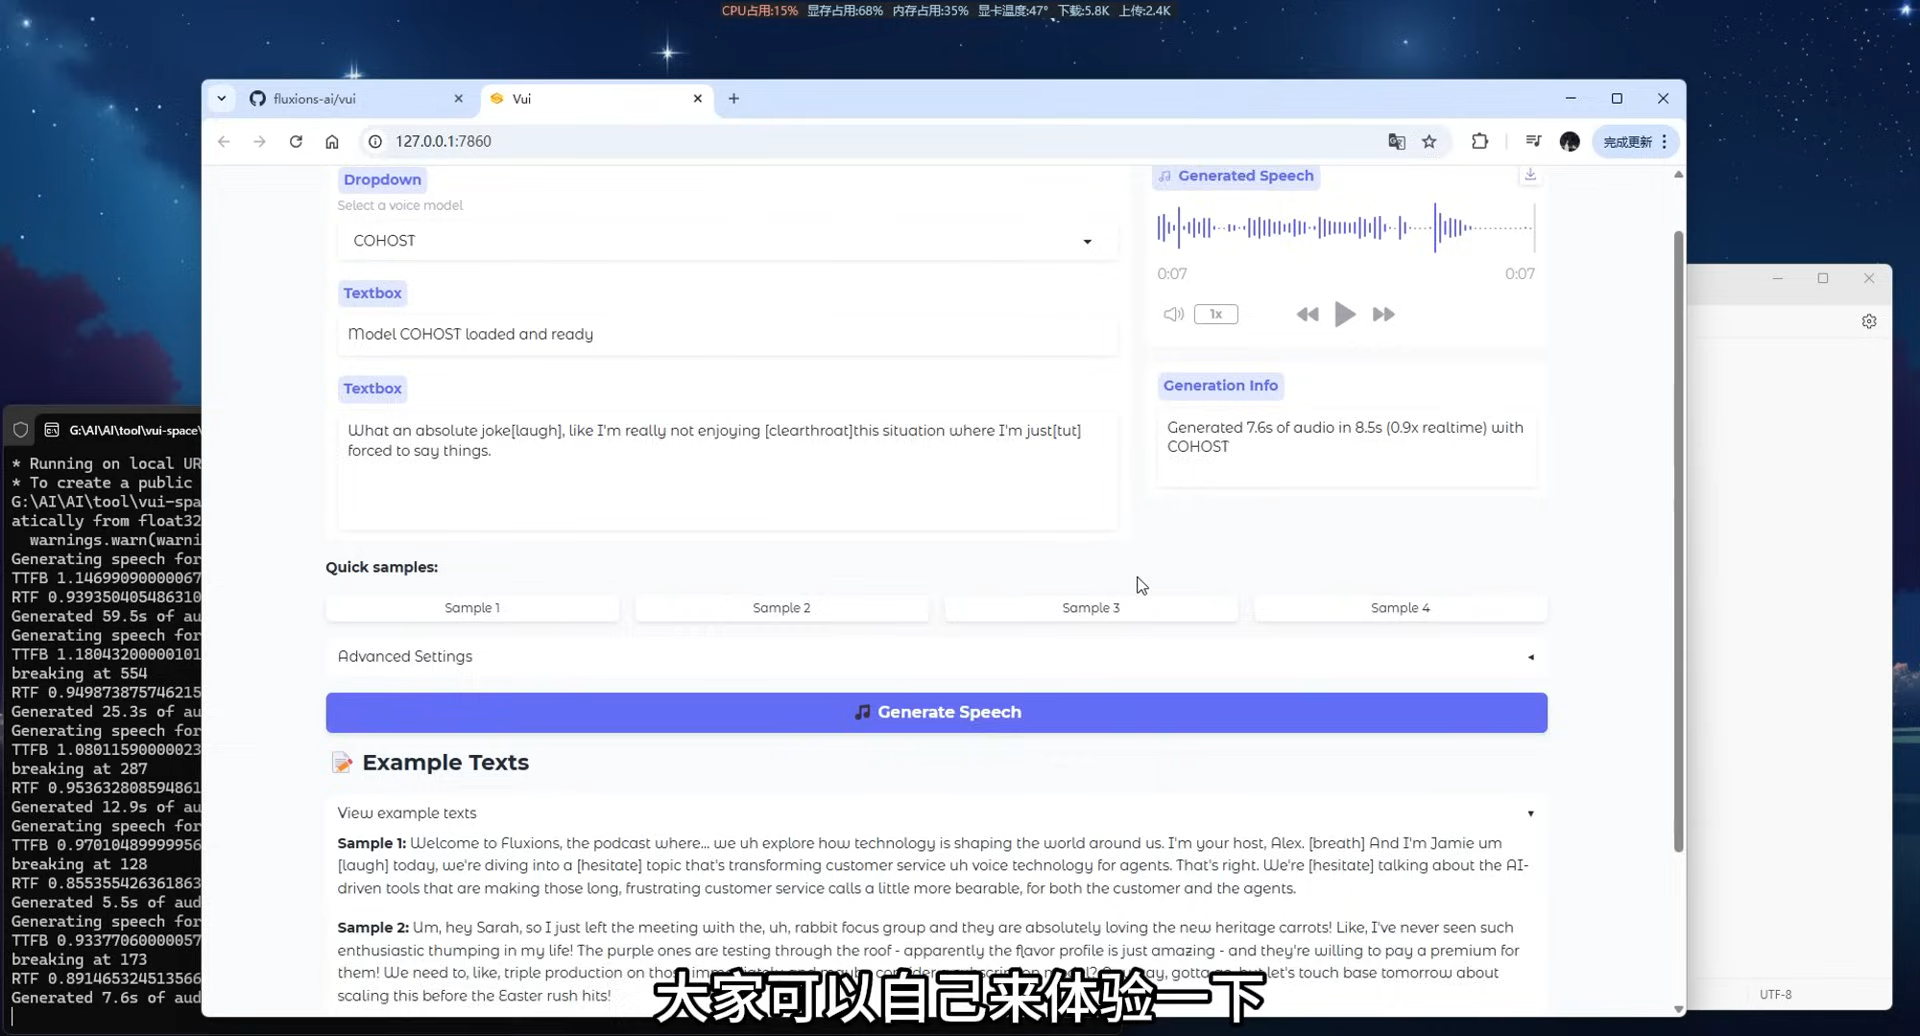 CPU占用:15% 显存占用:68% 内存占用:35% 显卡温度:47° 下载:5.8K 上传:2.4K
fluxions-ai/vui
Vui
127.0.0.1:7860
完成更新
Dropdown
Select a voice model
COHOST
Textbox
Model COHOST loaded and ready
Textbox
What an absolute joke[laugh], like I'm really not enjoying [clearthroat]this situation where I'm just[tut]
forced to say things.
Generated Speech
0:07 0:07
1x
Generation Info
Generated 7.6s of audio in 8.5s (0.9x realtime) with
COHOST
Quick samples:
Sample 1 Sample 2 Sample 3 Sample 4
Advanced Settings
Generate Speech
Example Texts
View example texts
Sample 1: Welcome to Fluxions, the podcast where... we uh explore how technology is shaping the world around us. I'm your host, Alex. [breath] And I'm Jamie um
[laugh] today, we're diving into a [hesitate] topic that's transforming customer service uh voice technology for agents. That's right. We're [hesitate] talking about the AI-
driven tools that are making those long, frustrating customer service calls a little more bearable, for both the customer and the agents.
Sample 2: Um, hey Sarah, so I just left the meeting with the, uh, rabbit focus group and they are absolutely loving the new heritage carrots! Like, I've never seen such
enthusiastic thumping in my life! The purple ones are testing through the roof - apparently the flavor profile is just amazing - and they're willing to pay a premium for
them! We need to, like, triple production on those let's touch base tomorrow about
scaling this before the Easter rush hits!
大家可以自己来体验一下
G:\AI\AI\tool\vui-space\
* Running on local UR
* To create a public
G:\AI\AI\tool\vui-spa
atically from float32
warnings.warn(warni
Generating speech for
TTFB 1.14699090000067
RTF 0.939350405486310
Generated 59.5s of au
Generating speech for
TTFB 1.18043200000101
breaking at 554
RTF 0.949873875746215
Generated 25.3s of au
Generating speech for
TTFB 1.08011590000023
breaking at 287
RTF 0.953632808594861
Generated 12.9s of au
Generating speech for
TTFB 0.97010489999956
breaking at 128
RTF 0.855355426361863
Generated 5.5s of aud
Generating speech for
TTFB 0.93377060000057
breaking at 173
RTF 0.891465324513566
Generated 7.6s of aud
UTF-8